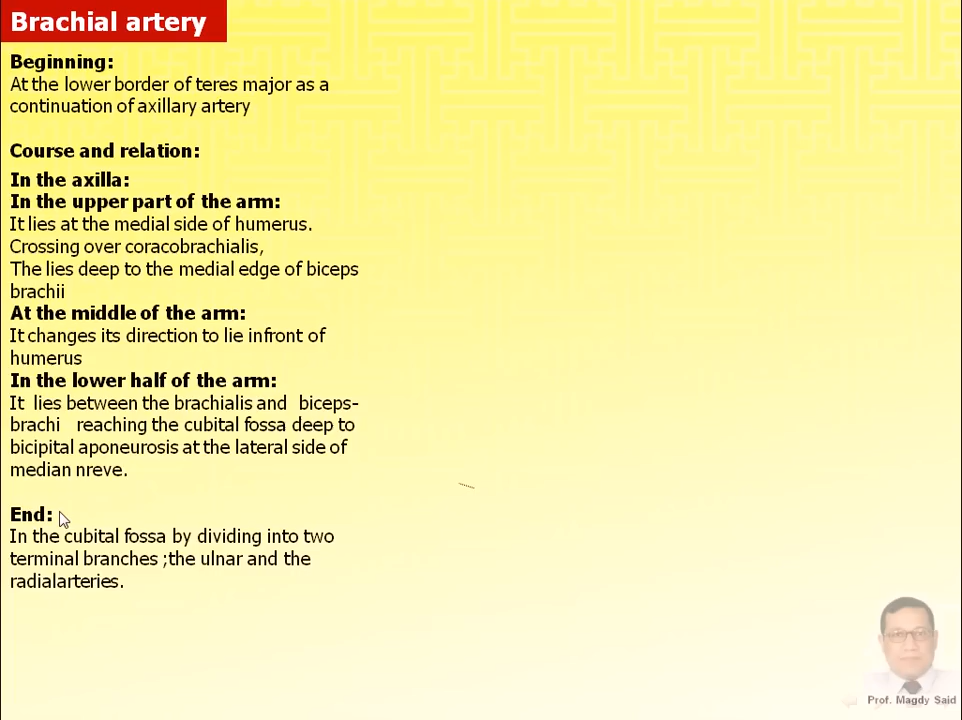 Brachial artery
Beginning:
At the lower border of teres major as a
continuation of axillary artery
Course and relation:
In the axilla:
In the upper part of the arm:
It lies at the medial side of humerus.
Crossing over coracobrachialis,
The lies deep to the medial edge of biceps
brachii
At the middle of the arm:
It changes its direction to lie infront of
humerus
In the lower half of the arm:
It lies between the brachialis and biceps-
brachi reaching the cubital fossa deep to
bicipital aponeurosis at the lateral side of
median nreve.
End:
In the cubital fossa by dividing into two
terminal branches ;the ulnar and the
radialarteries.
Prof. Magdy Said